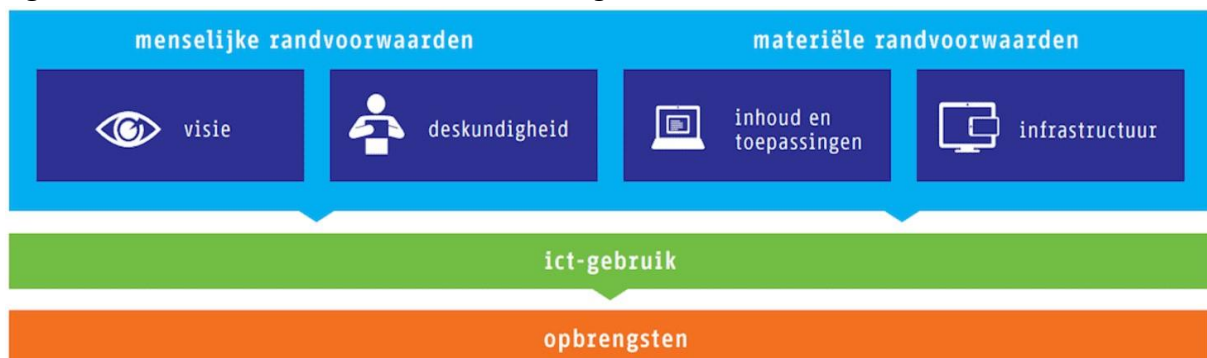 menselijke randvoorwaarden
materiële randvoorwaarden
visie
deskundigheid
inhoud en
toepassingen
infrastructuur
ict-gebruik
opbrengsten